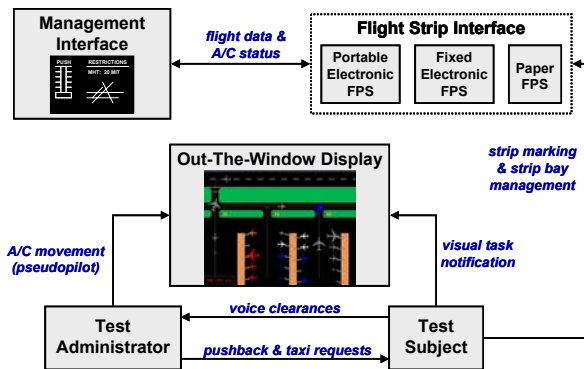 Management
Interface
PUSH
RESTRICTIONS
MHT: 20 MIT
flight data &
A/C status
Flight Strip Interface
Portable
Electronic
FPS
Fixed
Electronic
FPS
Paper
FPS
Out-The-Window Display
strip marking
& strip bay
management
A/C movement
(pseudopilot)
visual task
notification
Test
Administrator
voice clearances
pushback & taxi requests
Test
Subject